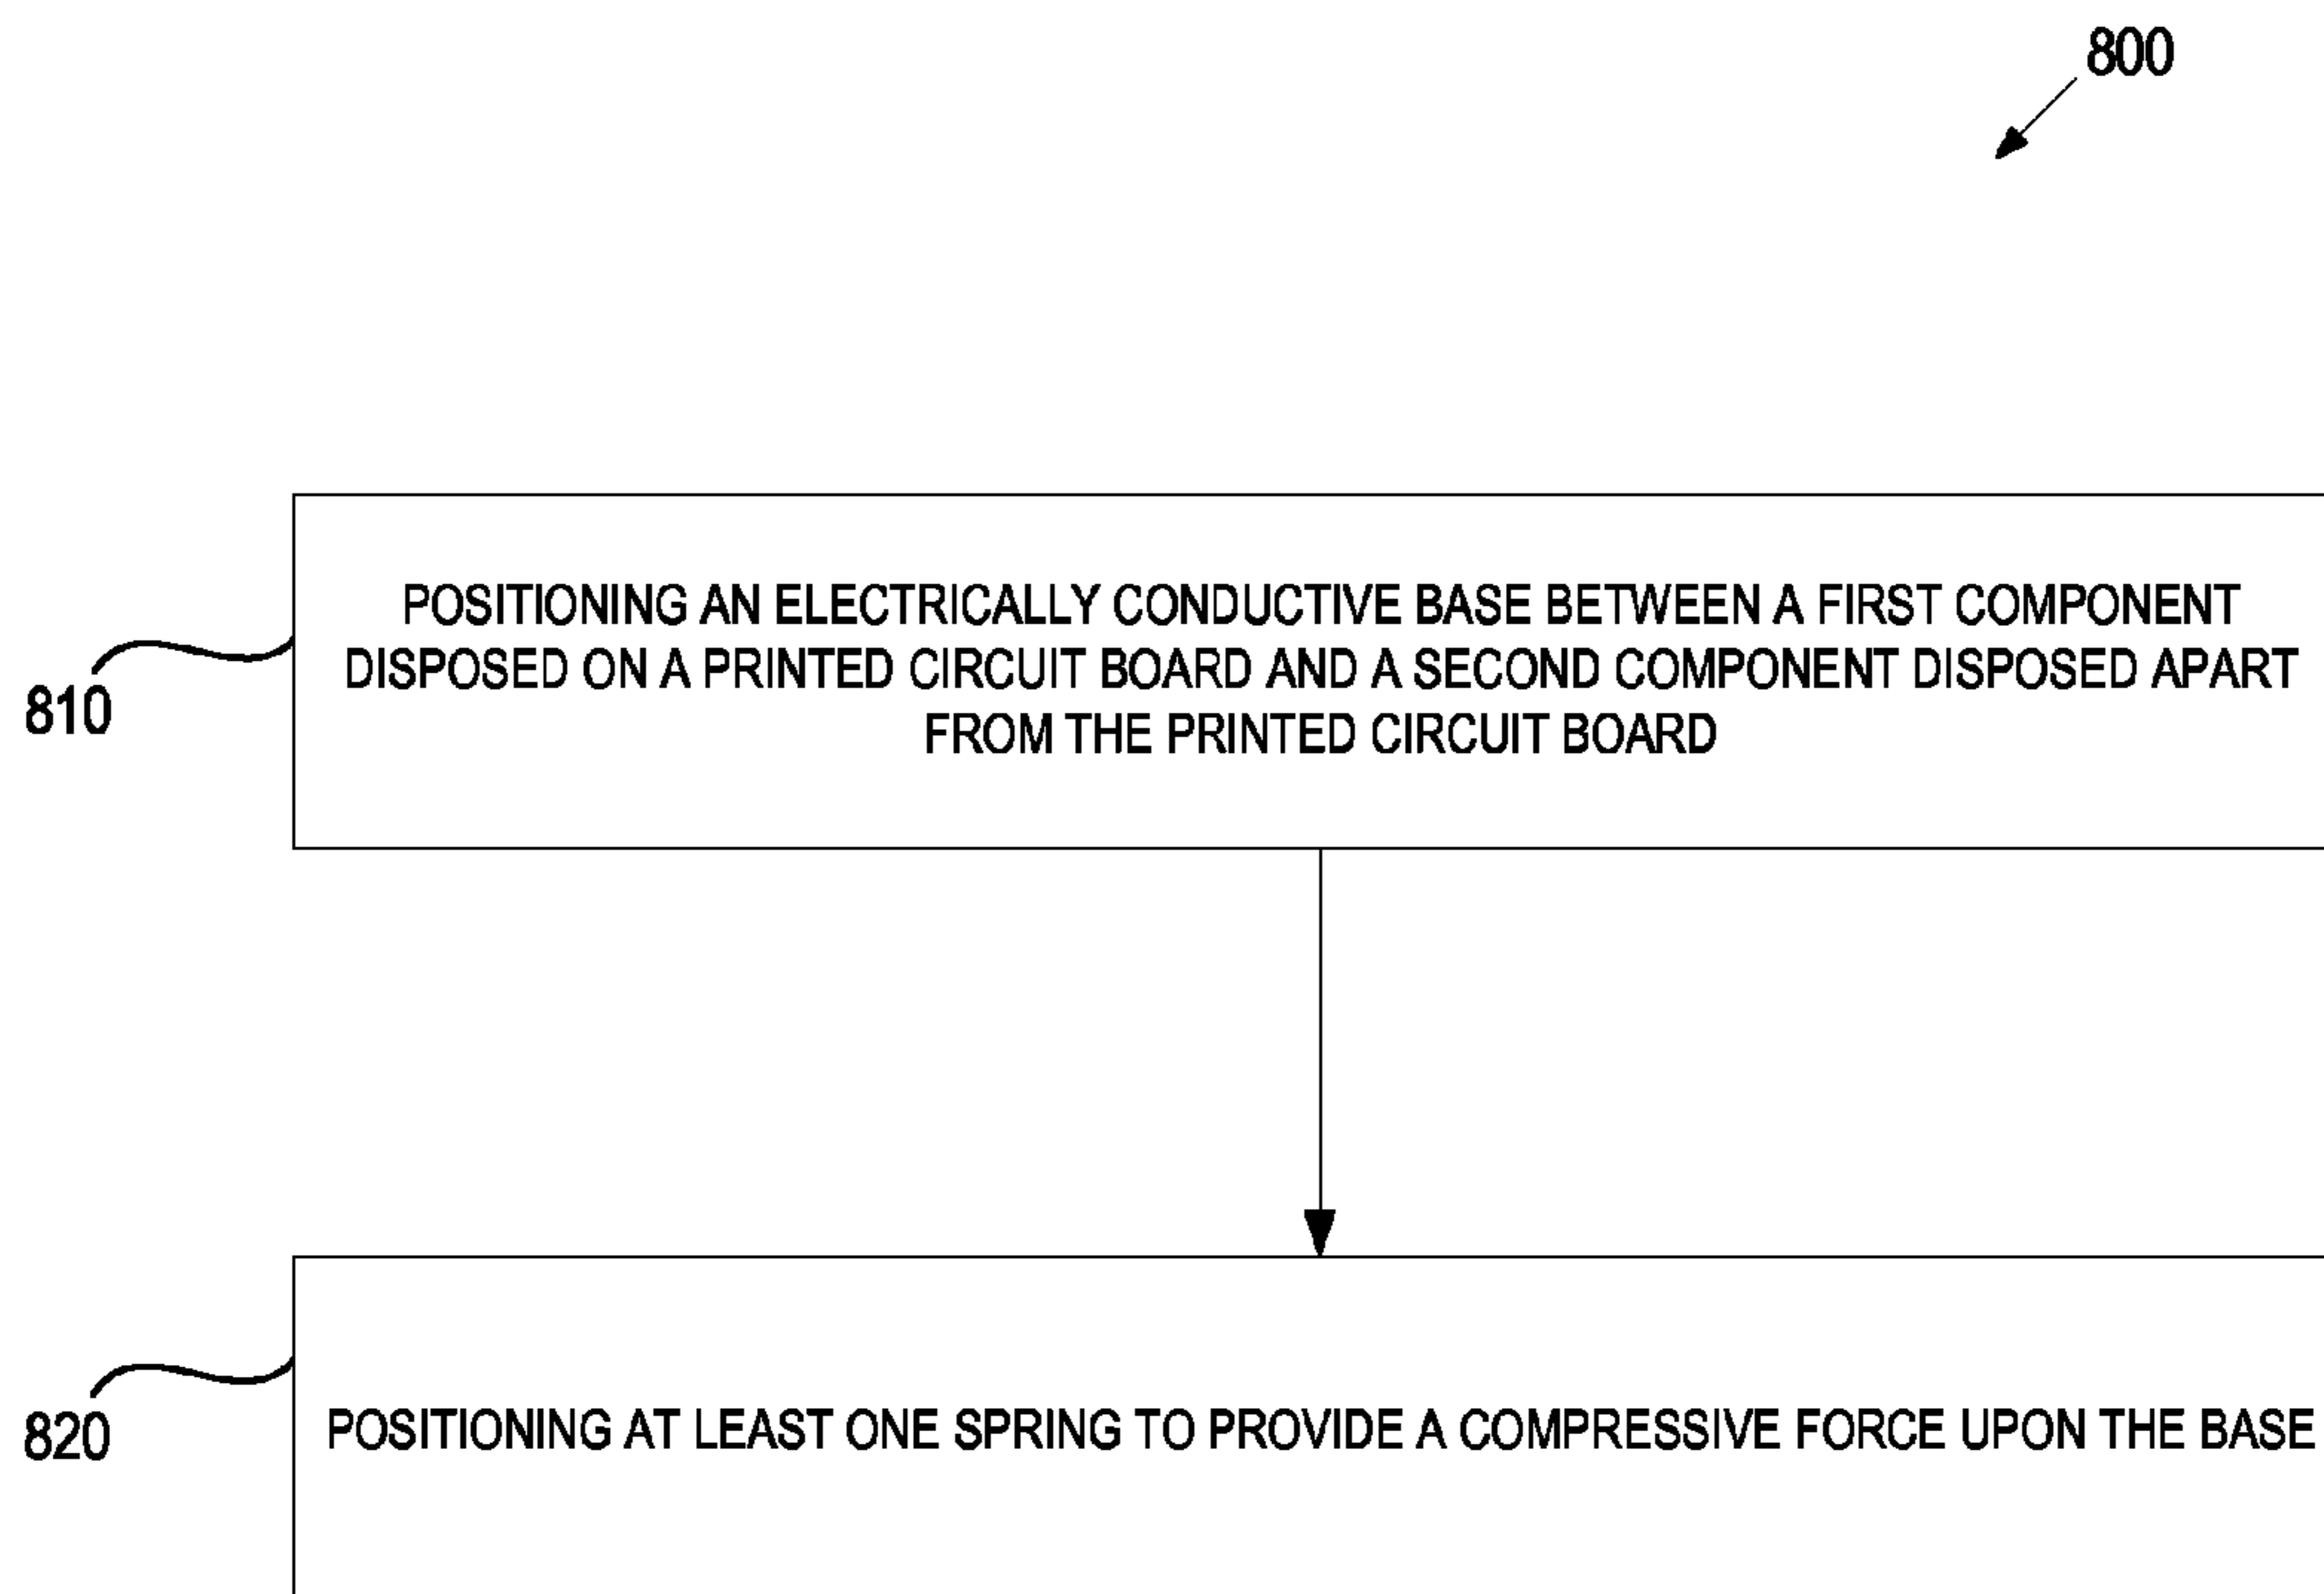 800
POSITIONING AN ELECTRICALLY CONDUCTIVE BASE BETWEEN A FIRST COMPONENT
DISPOSED ON A PRINTED CIRCUIT BOARD AND A SECOND COMPONENT DISPOSED APART
FROM THE PRINTED CIRCUIT BOARD
810
POSITIONING AT LEAST ONE SPRING TO PROVIDE A COMPRESSIVE FORCE UPON THE BASE
820